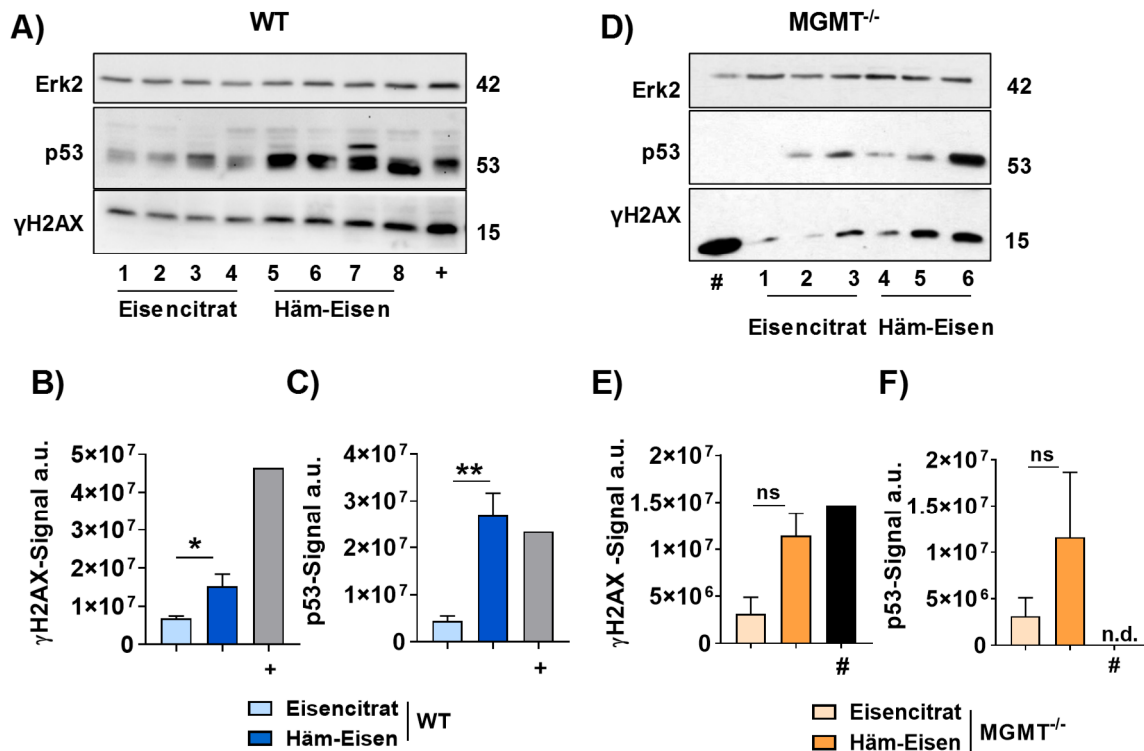 A)
WT
Erk2
42
p53
53
γH2AX
15
1 2 3 4 5 6 7 8 +
Eisencitrat Häm-Eisen
D)
MGMT-/-
Erk2
42
p53
53
γH2AX
15
# 1 2 3 4 5 6
Eisencitrat Häm-Eisen
B)
γH2AX-Signal a.u.
5×10⁷
4×10⁷
3×10⁷
2×10⁷
1×10⁷
0
*
+
C)
p53-Signal a.u.
4×10⁷
3×10⁷
2×10⁷
1×10⁷
0
**
+
Eisencitrat
Häm-Eisen
WT
E)
γH2AX -Signal a.u.
2×10⁷
1.5×10⁷
1×10⁷
5×10⁶
0
ns
#
F)
p53-Signal a.u.
2×10⁷
1.5×10⁷
1×10⁷
5×10⁶
0
ns
n.d.
#
Eisencitrat
Häm-Eisen
MGMT-/-